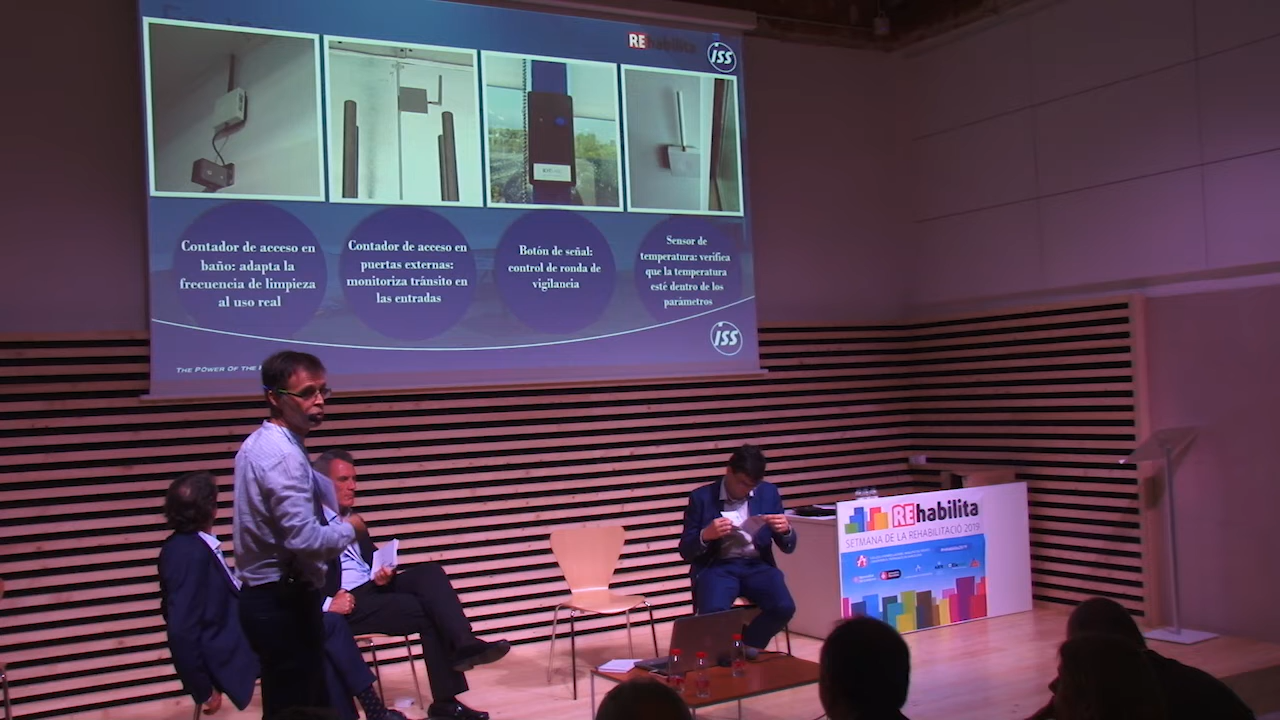 REhabilita
iss
Contador de acceso en
baño: adapta la
frecuencia de limpieza
al uso real
Contador de acceso en
puertas externas:
monitoriza tránsito en
las entradas
Botón de señal:
control de ronda de
vigilancia
Sensor de
temperatura: verifica
que la temperatura
esté dentro de los
parámetros
iss
THE POWER OF THE
REhabilita
SETMANA DE LA REHABILITACIÓ 2019